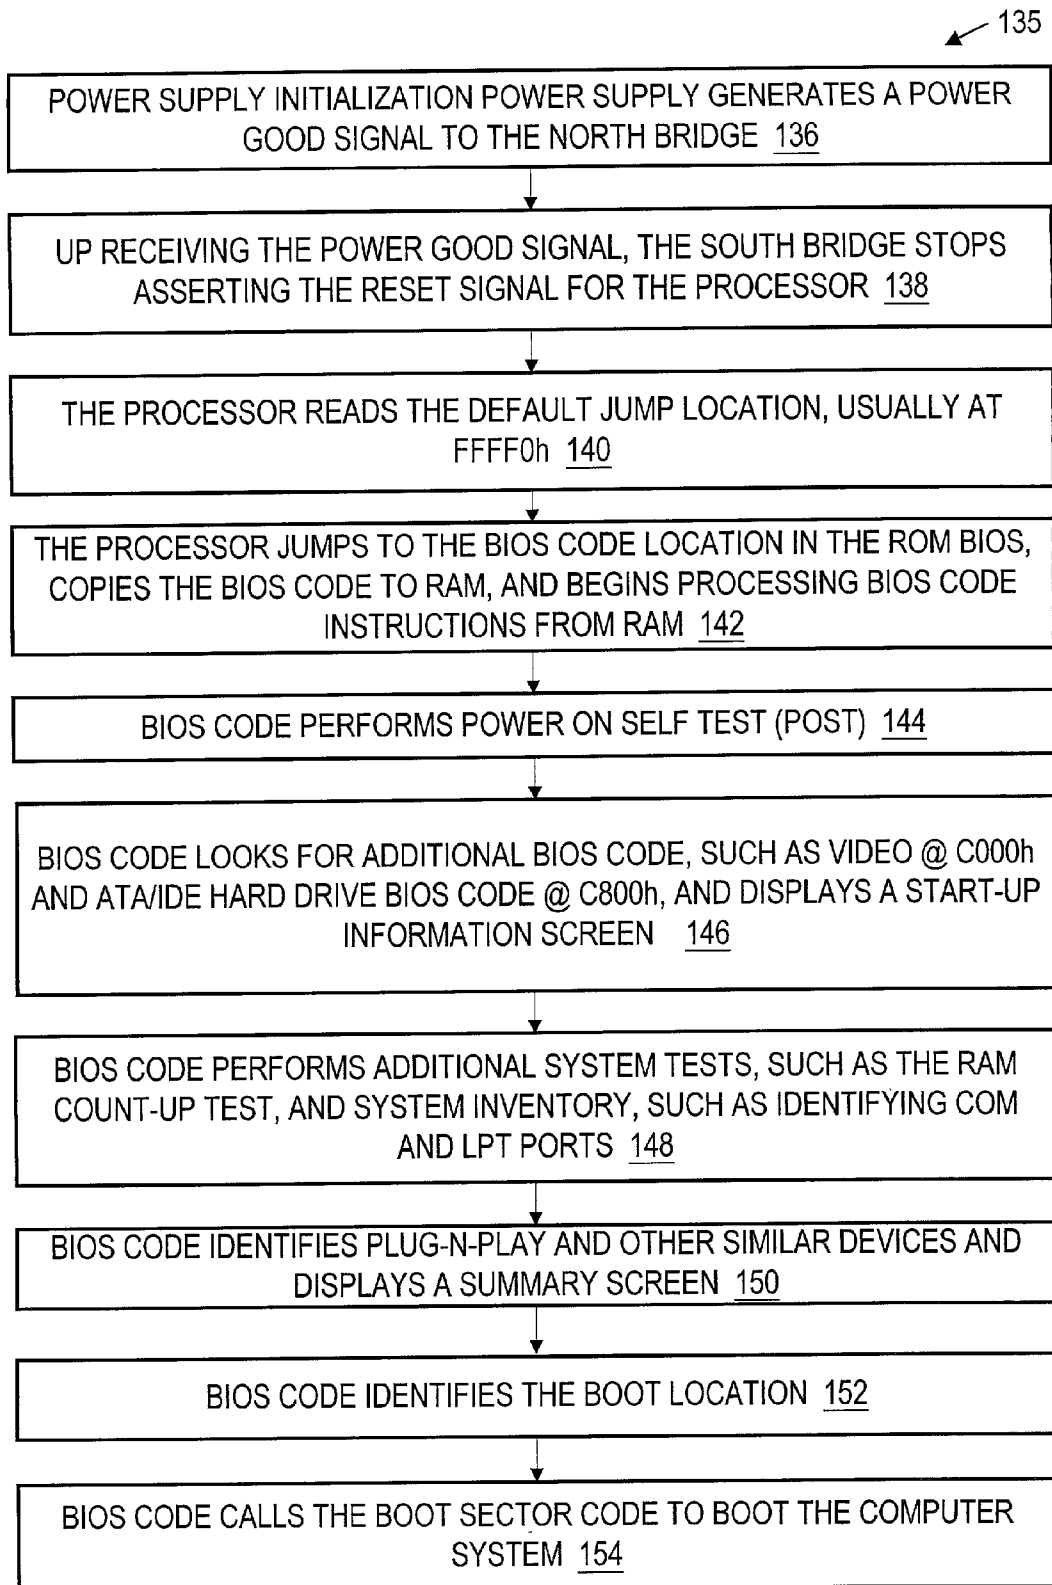 135
POWER SUPPLY INITIALIZATION POWER SUPPLY GENERATES A POWER
GOOD SIGNAL TO THE NORTH BRIDGE 136
UP RECEIVING THE POWER GOOD SIGNAL, THE SOUTH BRIDGE STOPS
ASSERTING THE RESET SIGNAL FOR THE PROCESSOR 138
THE PROCESSOR READS THE DEFAULT JUMP LOCATION, USUALLY AT
FFFF0h 140
THE PROCESSOR JUMPS TO THE BIOS CODE LOCATION IN THE ROM BIOS,
COPIES THE BIOS CODE TO RAM, AND BEGINS PROCESSING BIOS CODE
INSTRUCTIONS FROM RAM 142
BIOS CODE PERFORMS POWER ON SELF TEST (POST) 144
BIOS CODE LOOKS FOR ADDITIONAL BIOS CODE, SUCH AS VIDEO @ C000h
AND ATA/IDE HARD DRIVE BIOS CODE @ C800h, AND DISPLAYS A START-UP
INFORMATION SCREEN 146
BIOS CODE PERFORMS ADDITIONAL SYSTEM TESTS, SUCH AS THE RAM
COUNT-UP TEST, AND SYSTEM INVENTORY, SUCH AS IDENTIFYING COM
AND LPT PORTS 148
BIOS CODE IDENTIFIES PLUG-N-PLAY AND OTHER SIMILAR DEVICES AND
DISPLAYS A SUMMARY SCREEN 150
BIOS CODE IDENTIFIES THE BOOT LOCATION 152
BIOS CODE CALLS THE BOOT SECTOR CODE TO BOOT THE COMPUTER
SYSTEM 154